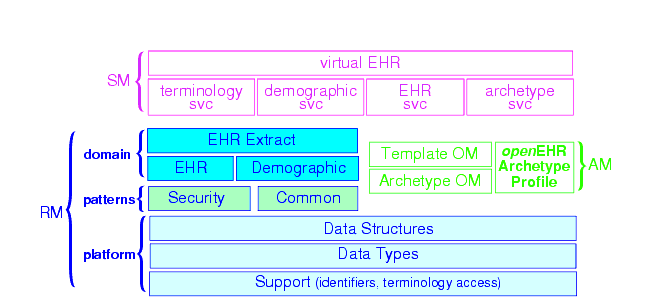 virtual EHR
SM
terminology
svc
demographic
svc
EHR
svc
archetype
svc
RM
domain
EHR Extract
EHR
Demographic
Template OM
Archetype OM
openEHR
Archetype
Profile
AM
patterns
Security
Common
platform
Data Structures
Data Types
Support (identifiers, terminology access)